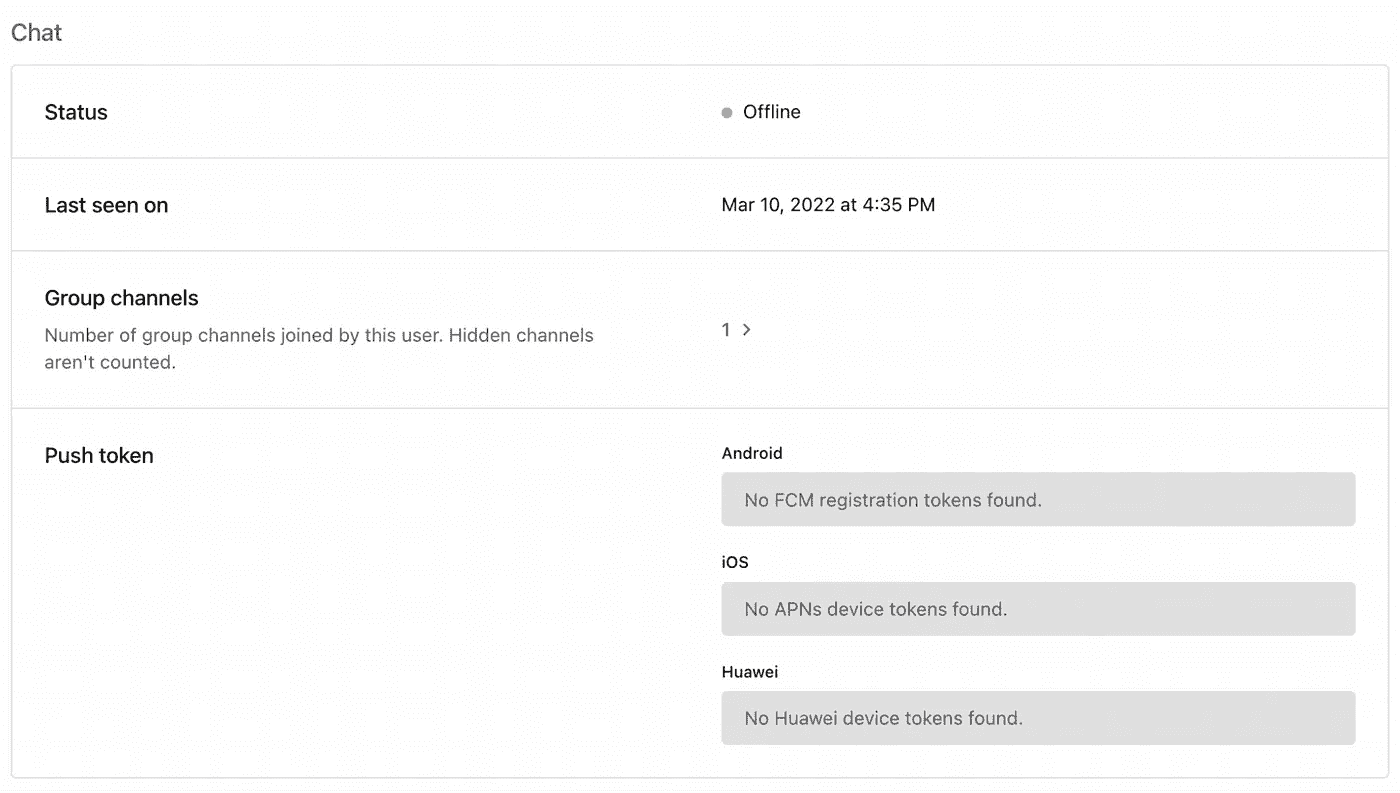 Chat
Status
Offline
Last seen on
Mar 10, 2022 at 4:35 PM
Group channels
Number of group channels joined by this user. Hidden channels
aren't counted.
1 >
Push token
Android
No FCM registration tokens found.
iOS
No APNs device tokens found.
Huawei
No Huawei device tokens found.